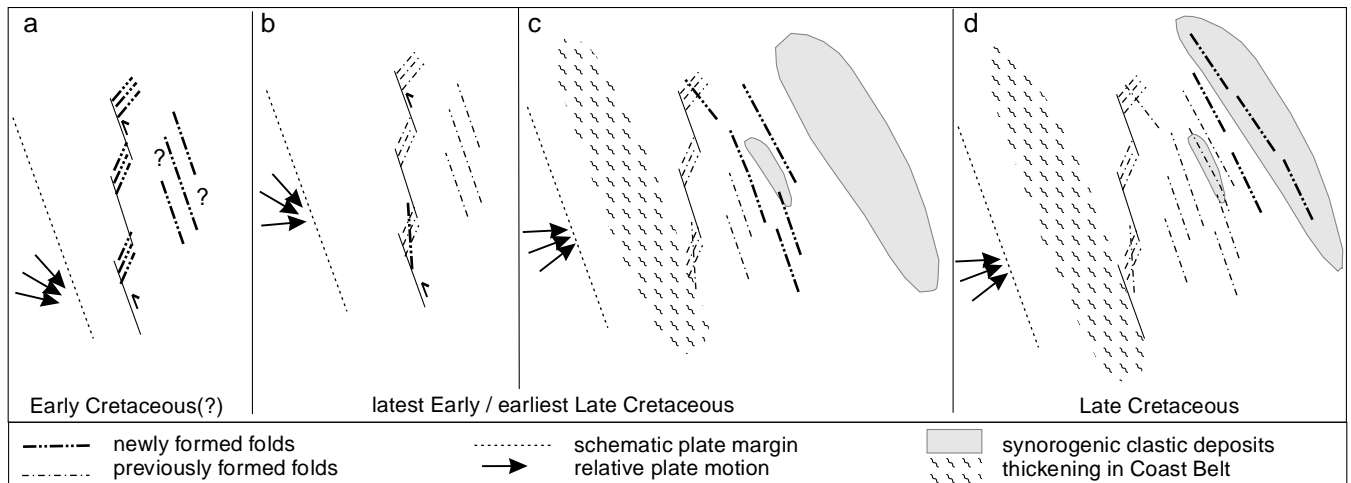 a
b
c
d
?
?
Early Cretaceous(?)
latest Early / earliest Late Cretaceous
Late Cretaceous
newly formed folds
previously formed folds
schematic plate margin
relative plate motion
synorogenic clastic deposits
thickening in Coast Belt